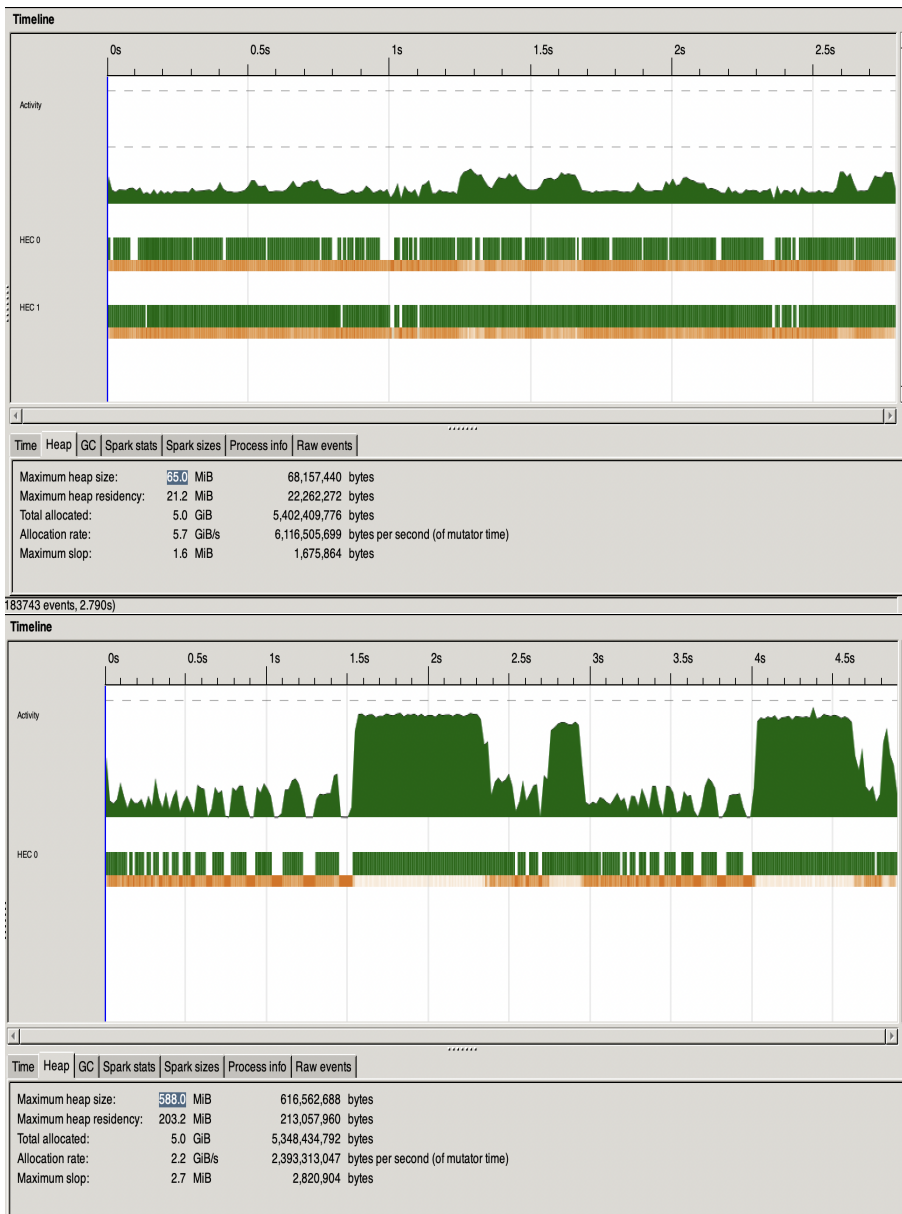 Timeline
0s 0.5s 1s 1.5s 2s 2.5s
Activity
HEC 0
HEC 1
Time Heap GC Spark stats Spark sizes Process info Raw events
Maximum heap size: 65.0 MiB 68,157,440 bytes
Maximum heap residency: 21.2 MiB 22,262,272 bytes
Total allocated: 5.0 GiB 5,402,409,776 bytes
Allocation rate: 5.7 GiB/s 6,116,505,699 bytes per second (of mutator time)
Maximum slop: 1.6 MiB 1,675,864 bytes
183743 events, 2.790s)
Timeline
0s 0.5s 1s 1.5s 2s 2.5s 3s 3.5s 4s 4.5s
Activity
HEC 0
Time Heap GC Spark stats Spark sizes Process info Raw events
Maximum heap size: 588.0 MiB 616,562,688 bytes
Maximum heap residency: 203.2 MiB 213,057,960 bytes
Total allocated: 5.0 GiB 5,348,434,792 bytes
Allocation rate: 2.2 GiB/s 2,393,313,047 bytes per second (of mutator time)
Maximum slop: 2.7 MiB 2,820,904 bytes